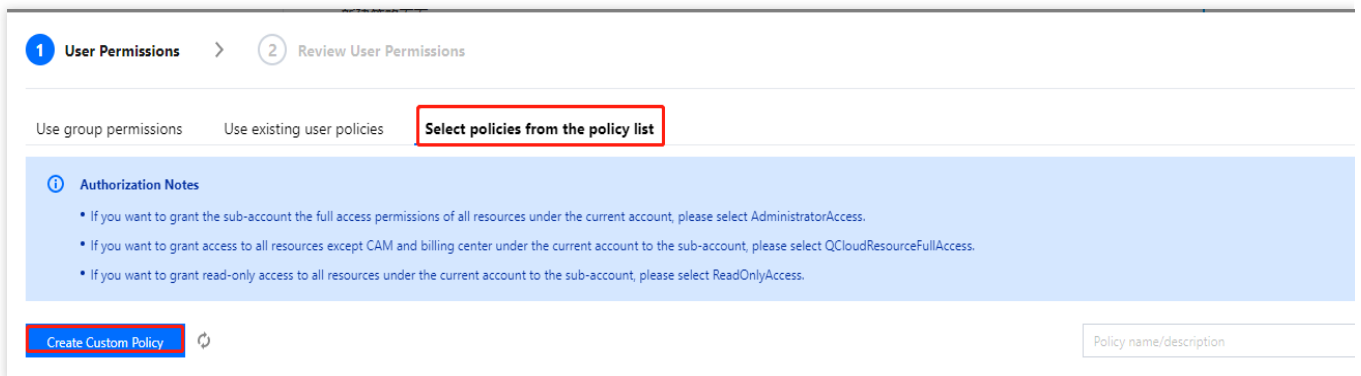 1 User Permissions > 2 Review User Permissions
Use group permissions Use existing user policies Select policies from the policy list
Authorization Notes
• If you want to grant the sub-account the full access permissions of all resources under the current account, please select AdministratorAccess.
• If you want to grant access to all resources except CAM and billing center under the current account to the sub-account, please select QCloudResourceFullAccess.
• If you want to grant read-only access to all resources under the current account to the sub-account, please select ReadOnlyAccess.
Create Custom Policy Policy name/description